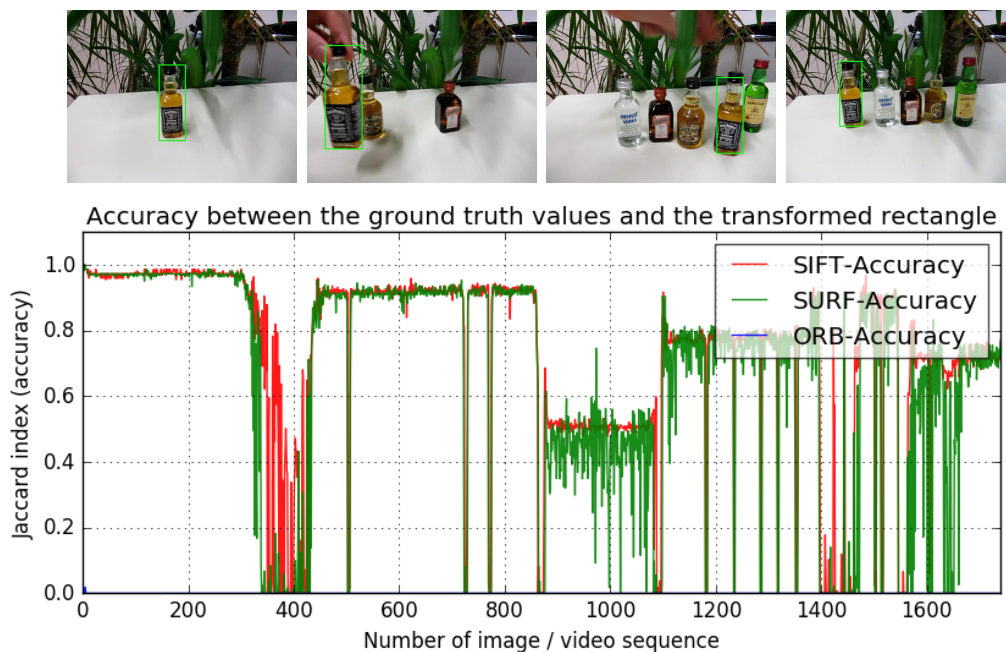 ABSOLUT
VODKA
Accuracy between the ground truth values and the transformed rectangle
SIFT-Accuracy
SURF-Accuracy
ORB-Accuracy
1.0
0.8
0.6
0.4
0.2
0.0
Jaccard index (accuracy)
0
200
400
600
800
1000
1200
1400
1600
Number of image / video sequence